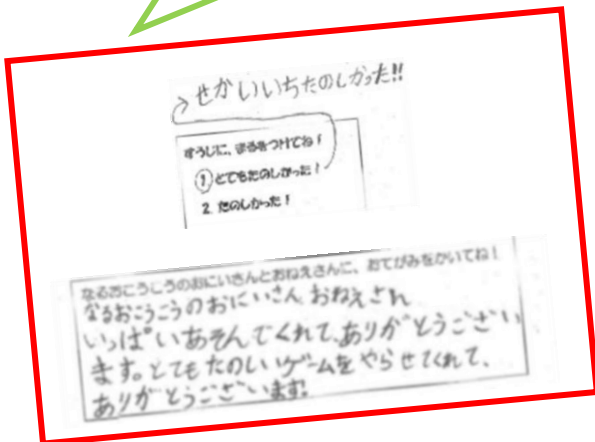 →せかいいちたのしかった!!
すうじに、まるをつけてね！
1 とてもたのしかった！
2 たのしかった！
なるおこうこうのおにいさんとおねえさんに、おてがみをかいてね！
なるおこうこうのおにいさん おねえさん
いっぱいあそんでくれて、ありがとうござい
ます。とてもたのしいゲームをやらせてくれて、
ありがとうございます!